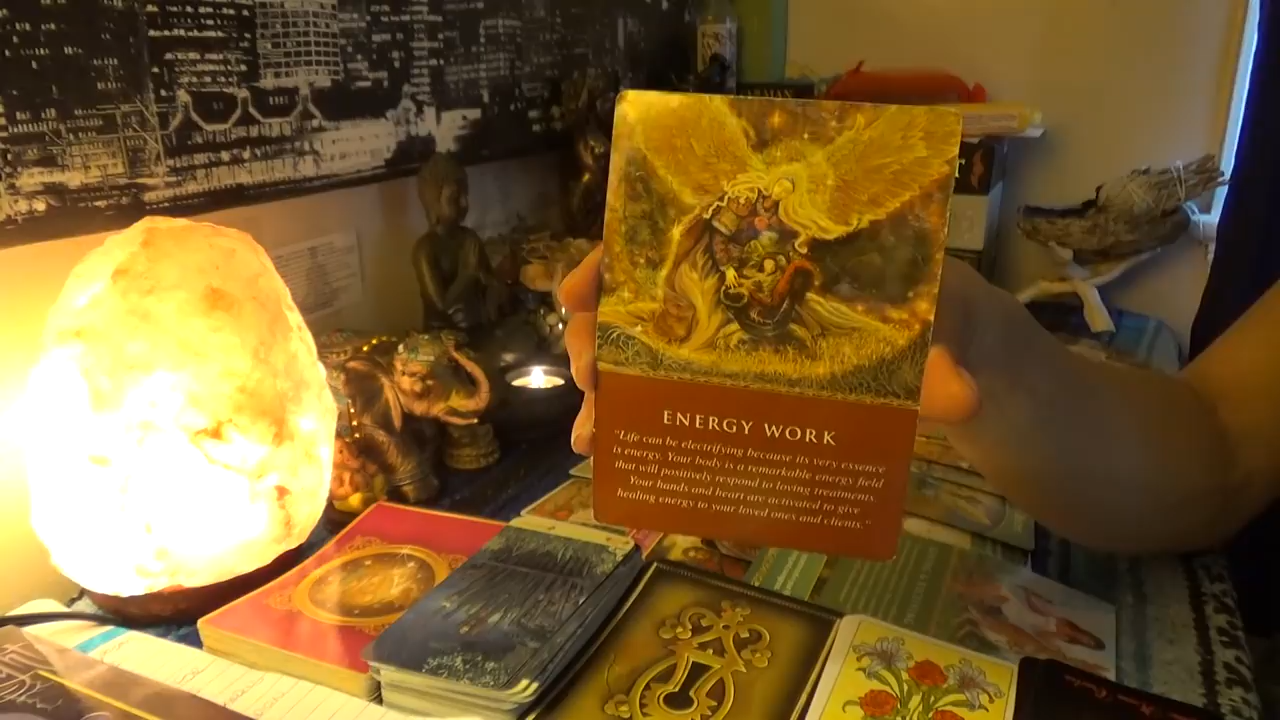 ENERGY WORK
"Life can be electrifying because its very essence
is energy. Your body is a remarkable energy field
that will positively respond to loving treatments.
Your hands and heart are activated to give
healing energy to your loved ones and clients."